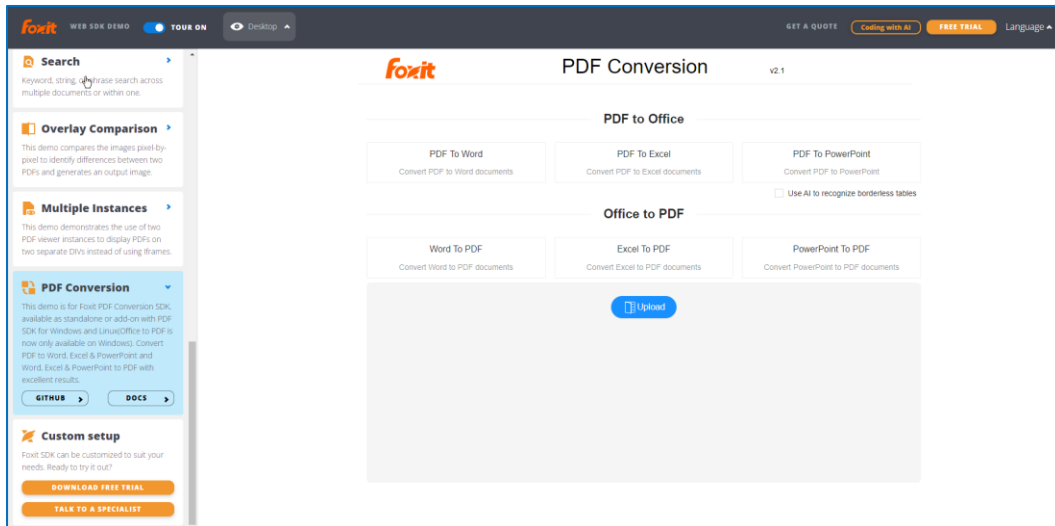 foxit WEB SDK DEMO TOUR ON Desktop GET A QUOTE Coding with AI FREE TRIAL Language
Search
Keyword, string, or phrase search across
multiple documents or within one.
Overlay Comparison
This demo compares the images pixel-by-
pixel to identify differences between two
PDFs and generates an output image.
Multiple Instances
This demo demonstrates the use of two
PDF viewer instances to display PDFs on
two separate DIVs instead of using iframes.
PDF Conversion
This demo is for Foxit PDF Conversion SDK,
available as standalone or add-on with PDF
SDK for Windows and Linux(Office to PDF is
now only available on Windows). Convert
PDF to Word, Excel & PowerPoint and
Word, Excel & PowerPoint to PDF with
excellent results.
GITHUB DOCS
Custom setup
Foxit SDK can be customized to suit your
needs. Ready to try it out?
DOWNLOAD FREE TRIAL
TALK TO A SPECIALIST
foxit PDF Conversion v2.1
PDF to Office
PDF To Word PDF To Excel PDF To PowerPoint
Convert PDF to Word documents Convert PDF to Excel documents Convert PDF to PowerPoint
Use AI to recognize borderless tables
Office to PDF
Word To PDF Excel To PDF PowerPoint To PDF
Convert Word to PDF documents Convert Excel to PDF documents Convert PowerPoint to PDF documents
Upload